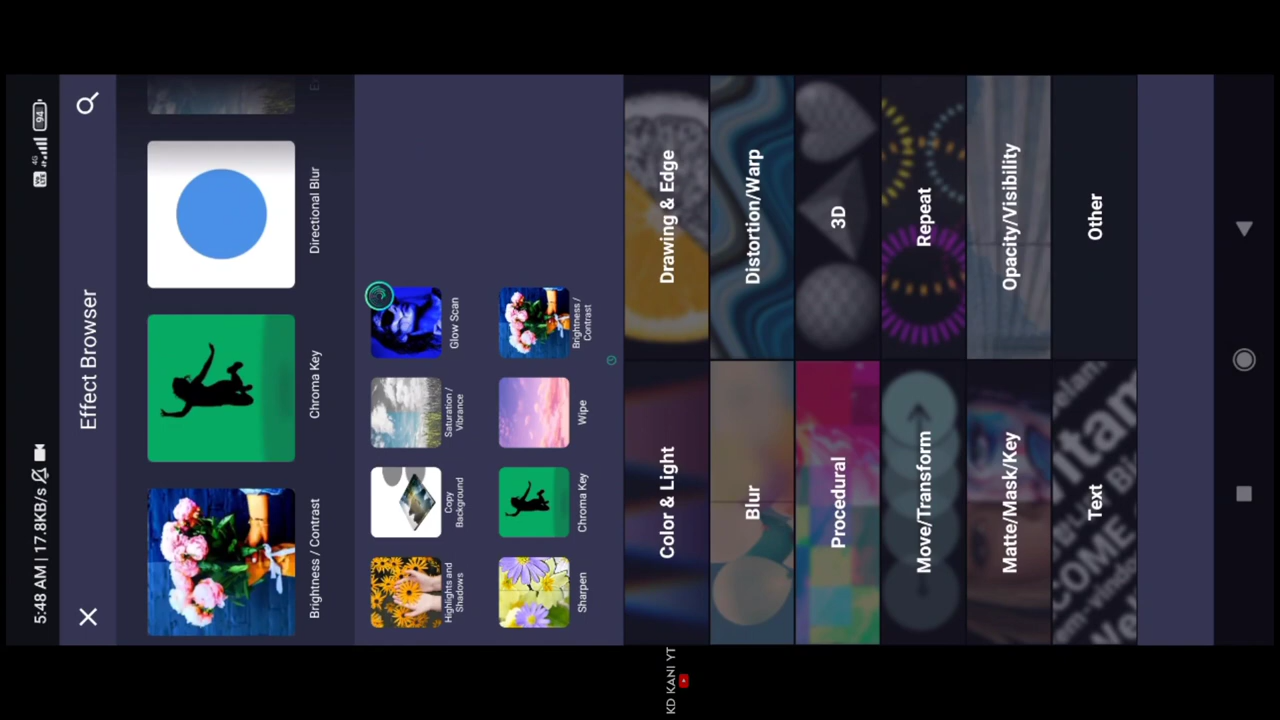 5:48 AM | 17.8KB/s
4G
94
Effect Browser
Brightness / Contrast
Chroma Key
Directional Blur
Highlights and
Shadows
Copy
Background
Saturation /
Vibrance
Glow Scan
Sharpen
Chroma Key
Wipe
Brightness /
Contrast
Color & Light
Drawing & Edge
Blur
Distortion/Warp
Procedural
3D
Move/Transform
Repeat
Matte/Mask/Key
Opacity/Visibility
Text
Other
KD KANI YT